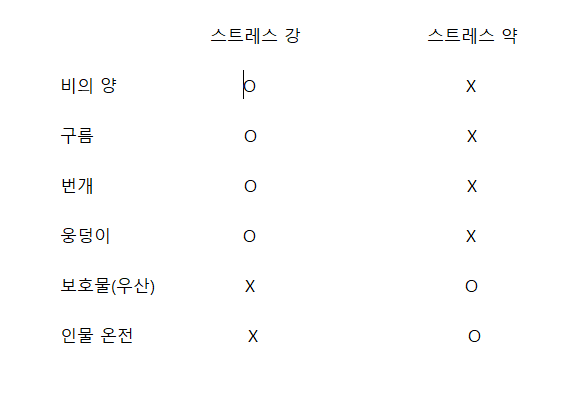 스트레스 강 스트레스 약
비의 양 O X
구름 O X
번개 O X
웅덩이 O X
보호물(우산) X O
인물 온전 X O